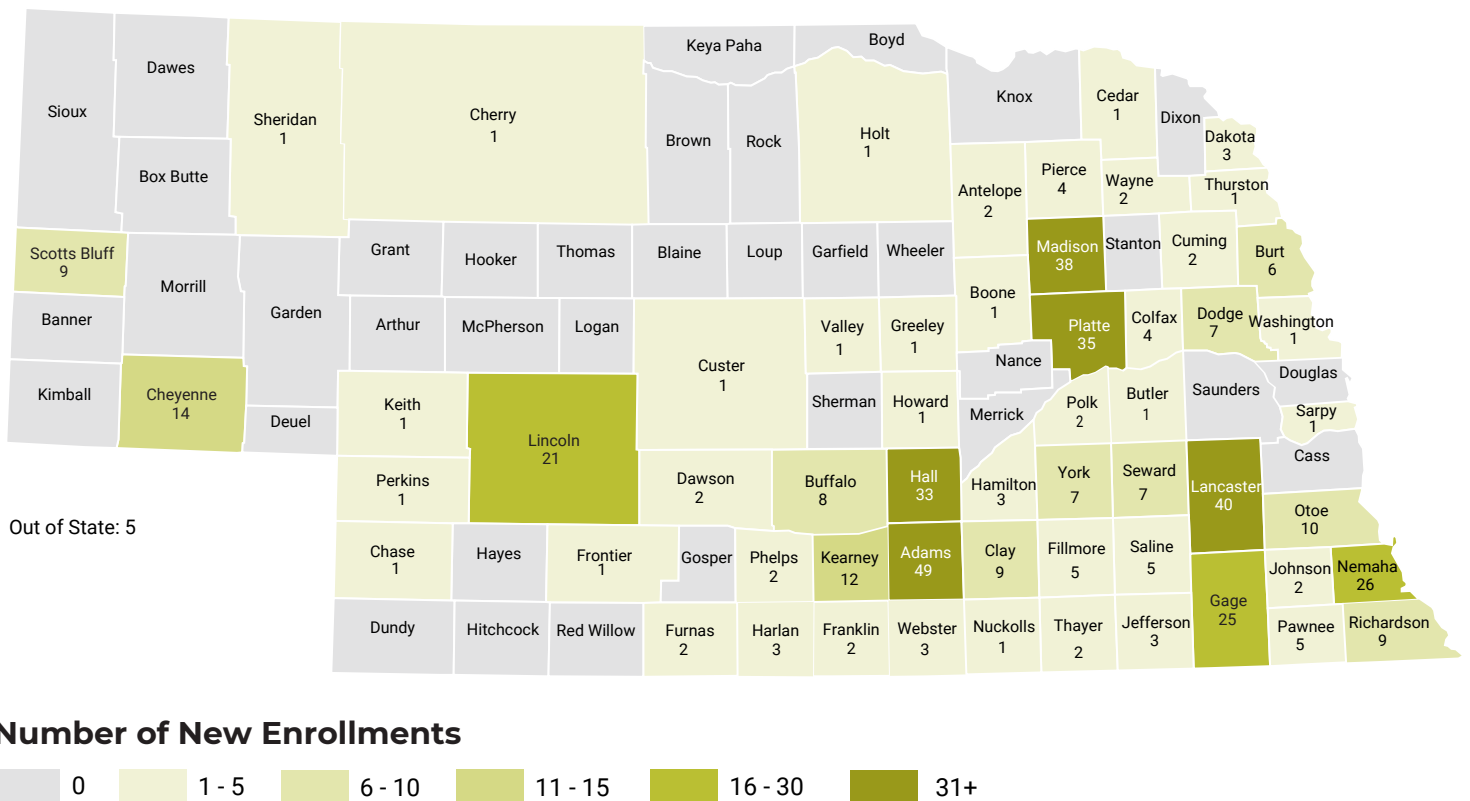 Keya Paha
Boyd
Dawes
Knox
Cedar
1
Sioux
Sheridan
1
Cherry
1
Dixon
Brown
Rock
Holt
1
Dakota
3
Box Butte
Pierce
4
Wayne
2
Thurston
1
Antelope
2
Scotts Bluff
9
Grant
Hooker
Thomas
Blaine
Loup
Garfield
Wheeler
Madison
38
Stanton
Cuming
2
Burt
6
Morrill
Boone
1
Banner
Garden
Arthur
McPherson
Logan
Valley
1
Greeley
1
Platte
35
Colfax
4
Dodge
7
Washington
1
Custer
1
Nance
Kimball
Cheyenne
14
Deuel
Keith
1
Lincoln
21
Sherman
Howard
1
Merrick
Polk
2
Butler
1
Saunders
Douglas
Sarpy
1
Perkins
1
Dawson
2
Buffalo
8
Hall
33
Hamilton
3
York
7
Seward
7
Lancaster
40
Cass
Otoe
10
Out of State: 5
Chase
1
Hayes
Frontier
1
Gosper
Phelps
2
Kearney
12
Adams
49
Clay
9
Fillmore
5
Saline
5
Johnson
2
Nemaha
26
Gage
25
Dundy
Hitchcock
Red Willow
Furnas
2
Harlan
3
Franklin
2
Webster
3
Nuckolls
1
Thayer
2
Jefferson
3
Pawnee
5
Richardson
9
Number of New Enrollments
0
1 - 5
6 - 10
11 - 15
16 - 30
31+